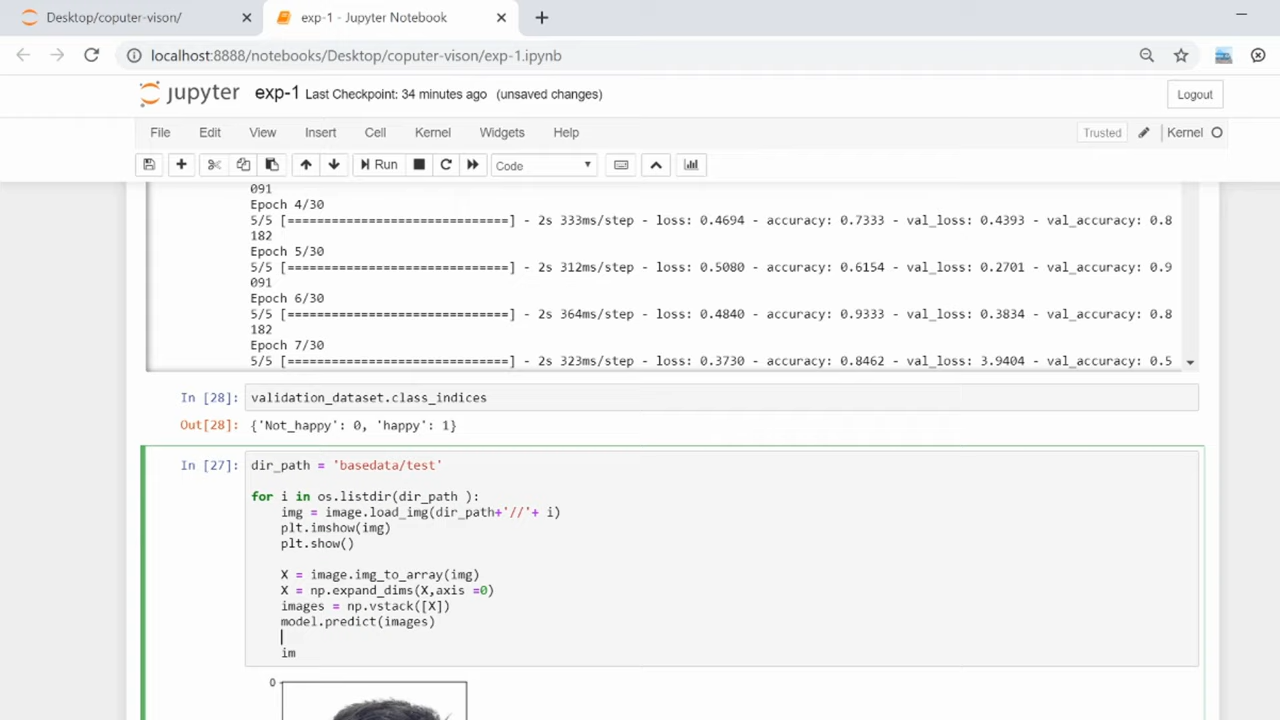 Desktop/coputer-vison/
exp-1 - Jupyter Notebook
localhost:8888/notebooks/Desktop/coputer-vison/exp-1.ipynb
jupyter exp-1 Last Checkpoint: 34 minutes ago (unsaved changes)
Logout
File Edit View Insert Cell Kernel Widgets Help
Trusted Kernel
Run Code
091
Epoch 4/30
5/5 [==============================] - 2s 333ms/step - loss: 0.4694 - accuracy: 0.7333 - val_loss: 0.4393 - val_accuracy: 0.8
182
Epoch 5/30
5/5 [==============================] - 2s 312ms/step - loss: 0.5080 - accuracy: 0.6154 - val_loss: 0.2701 - val_accuracy: 0.9
091
Epoch 6/30
5/5 [==============================] - 2s 364ms/step - loss: 0.4840 - accuracy: 0.9333 - val_loss: 0.3834 - val_accuracy: 0.8
182
Epoch 7/30
5/5 [==============================] - 2s 323ms/step - loss: 0.3730 - accuracy: 0.8462 - val_loss: 3.9404 - val_accuracy: 0.5
In [28]: validation_dataset.class_indices
Out[28]: {'Not_happy': 0, 'happy': 1}
In [27]: dir_path = 'basedata/test'
for i in os.listdir(dir_path ):
img = image.load_img(dir_path+'//'+ i)
plt.imshow(img)
plt.show()
X = image.img_to_array(img)
X = np.expand_dims(X,axis =0)
images = np.vstack([X])
model.predict(images)
im
0